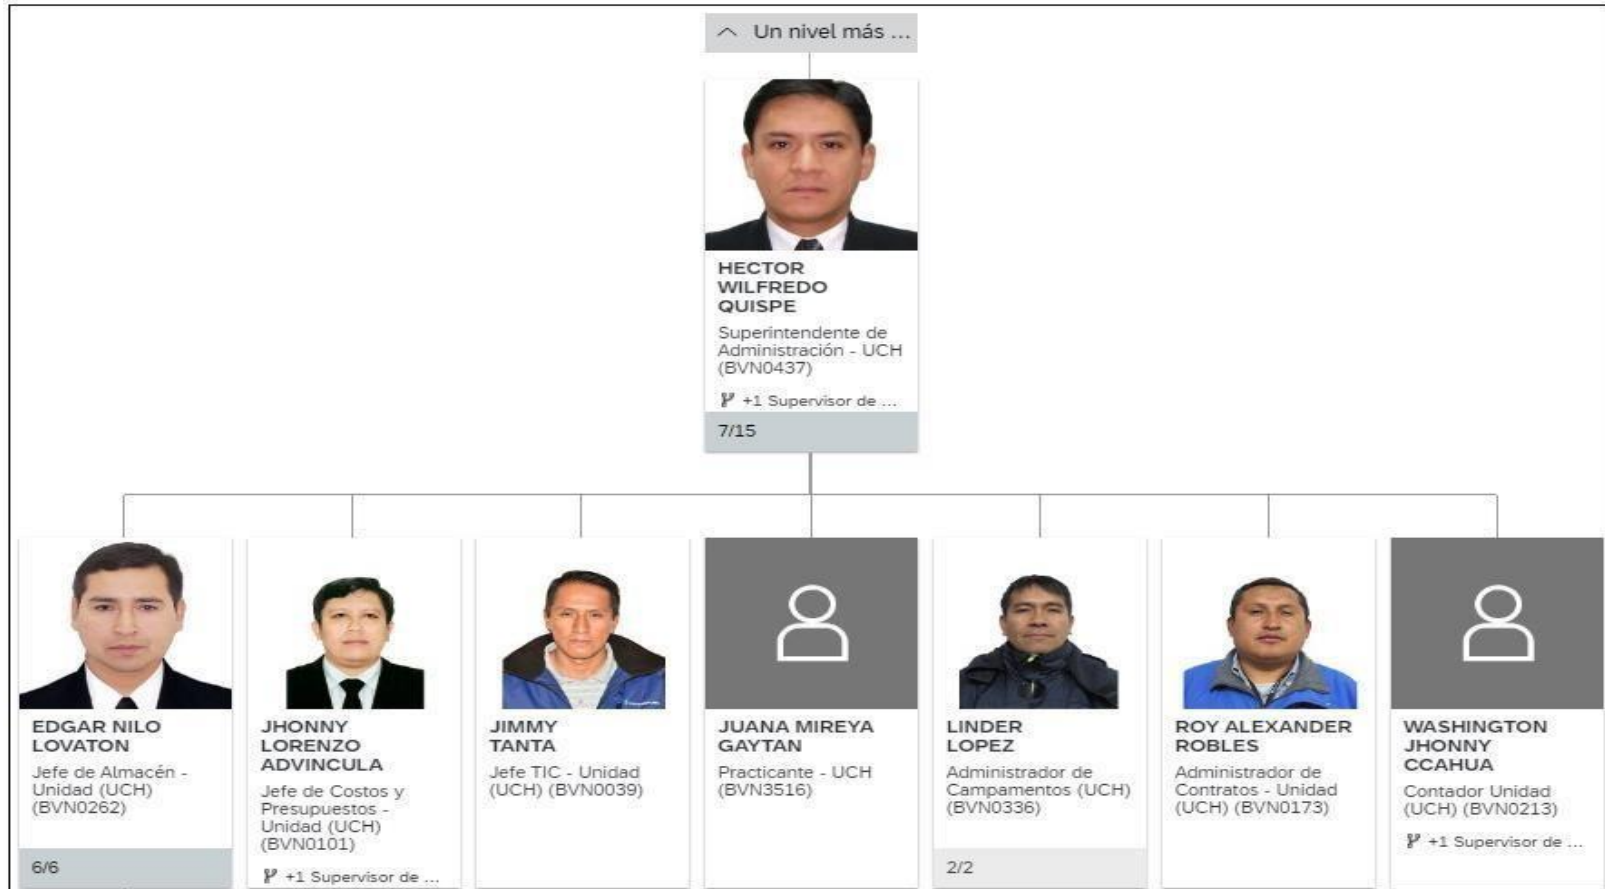 Un nivel más ...
HECTOR
WILFREDO
QUISPE
Superintendente de
Administración - UCH
(BVN0437)
+1 Supervisor de ...
7/15
EDGAR NILO
LOVATON
Jefe de Almacén -
Unidad (UCH)
(BVN0262)
6/6
JHONNY
LORENZO
ADVINCULA
Jefe de Costos y
Presupuestos -
Unidad (UCH)
(BVN0101)
+1 Supervisor de ...
JIMMY
TANTA
Jefe TIC - Unidad
(UCH) (BVN0039)
JUANA MIREYA
GAYTAN
Practicante - UCH
(BVN3516)
LINDER
LOPEZ
Administrador de
Campamentos (UCH)
(BVN0336)
2/2
ROY ALEXANDER
ROBLES
Administrador de
Contratos - Unidad
(UCH) (BVN0173)
WASHINGTON
JHONNY
CCAHUA
Contador Unidad
(UCH) (BVN0213)
+1 Supervisor de ...